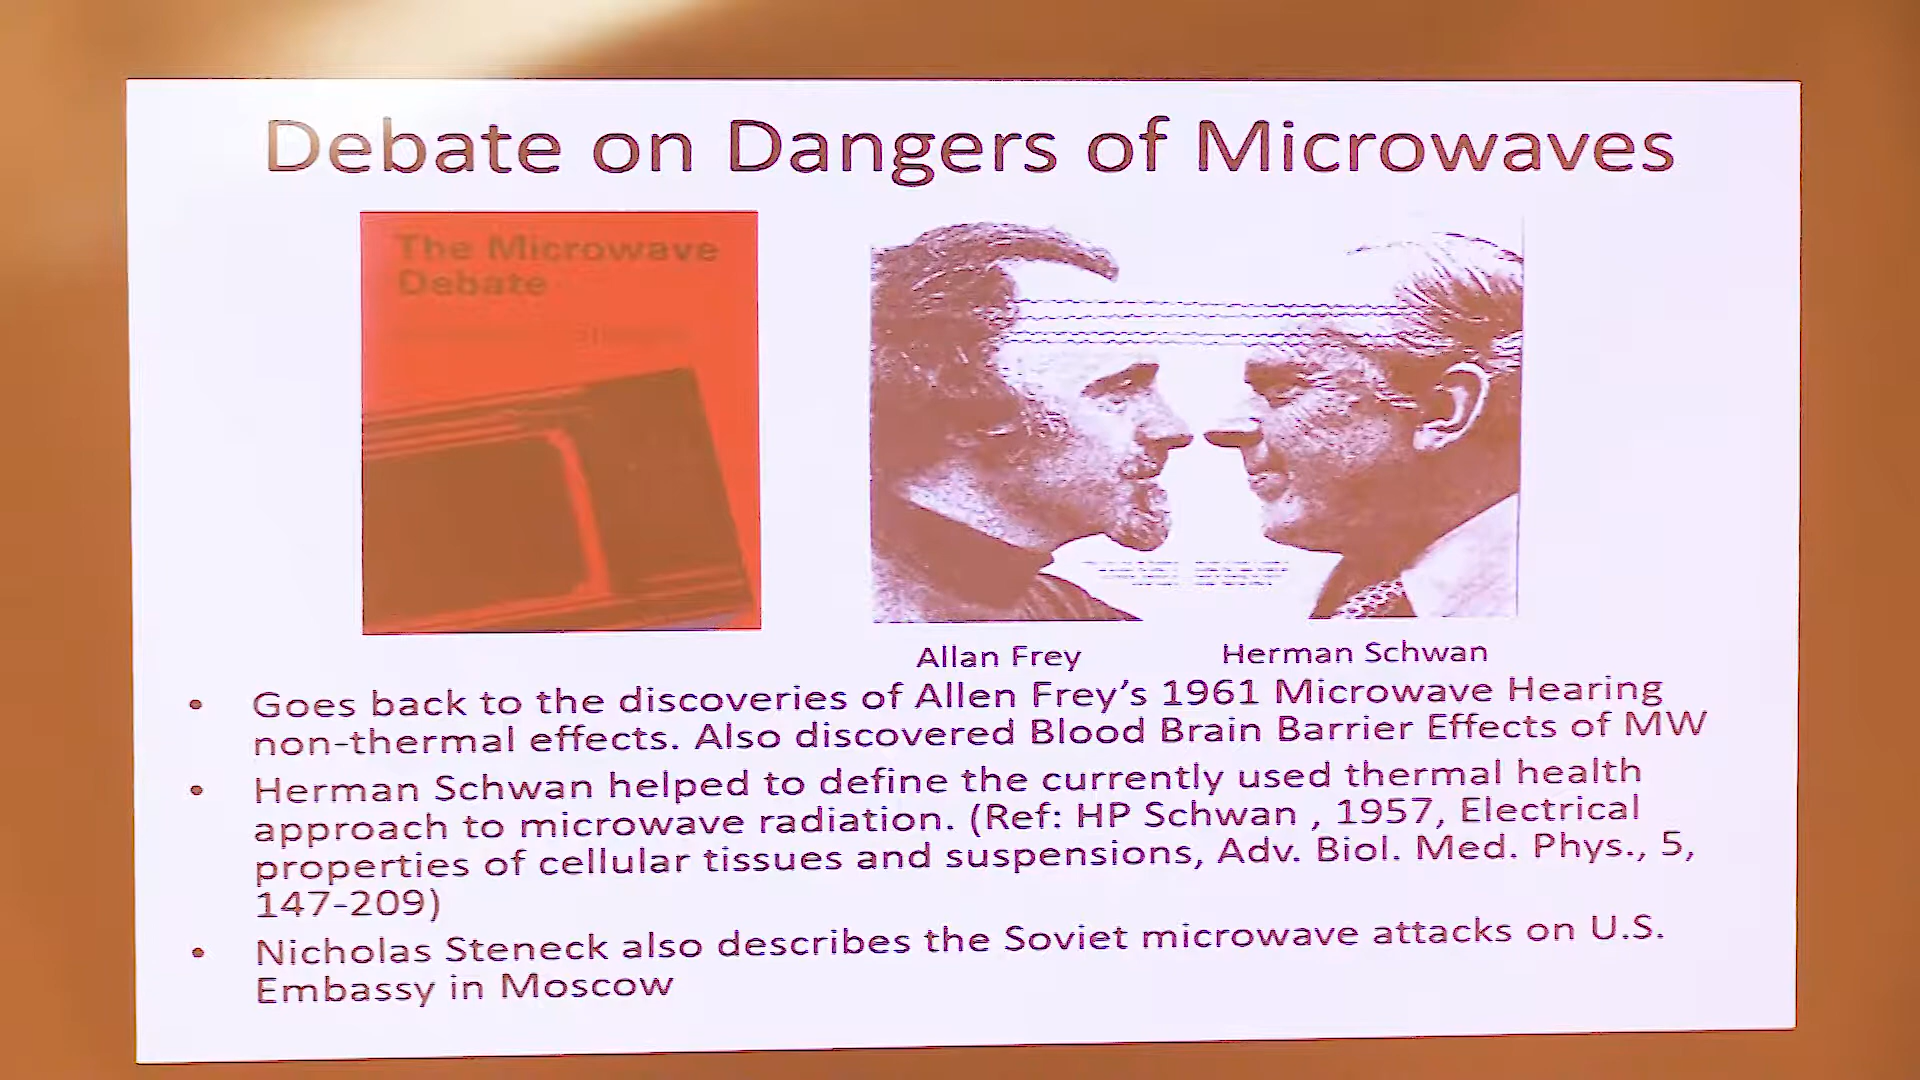 Debate on Dangers of Microwaves
The Microwave
Debate
Allan Frey
Herman Schwan
• Goes back to the discoveries of Allen Frey's 1961 Microwave Hearing
non-thermal effects. Also discovered Blood Brain Barrier Effects of MW
• Herman Schwan helped to define the currently used thermal health
approach to microwave radiation. (Ref: HP Schwan , 1957, Electrical
properties of cellular tissues and suspensions, Adv. Biol. Med. Phys., 5,
147-209)
• Nicholas Steneck also describes the Soviet microwave attacks on U.S.
Embassy in Moscow